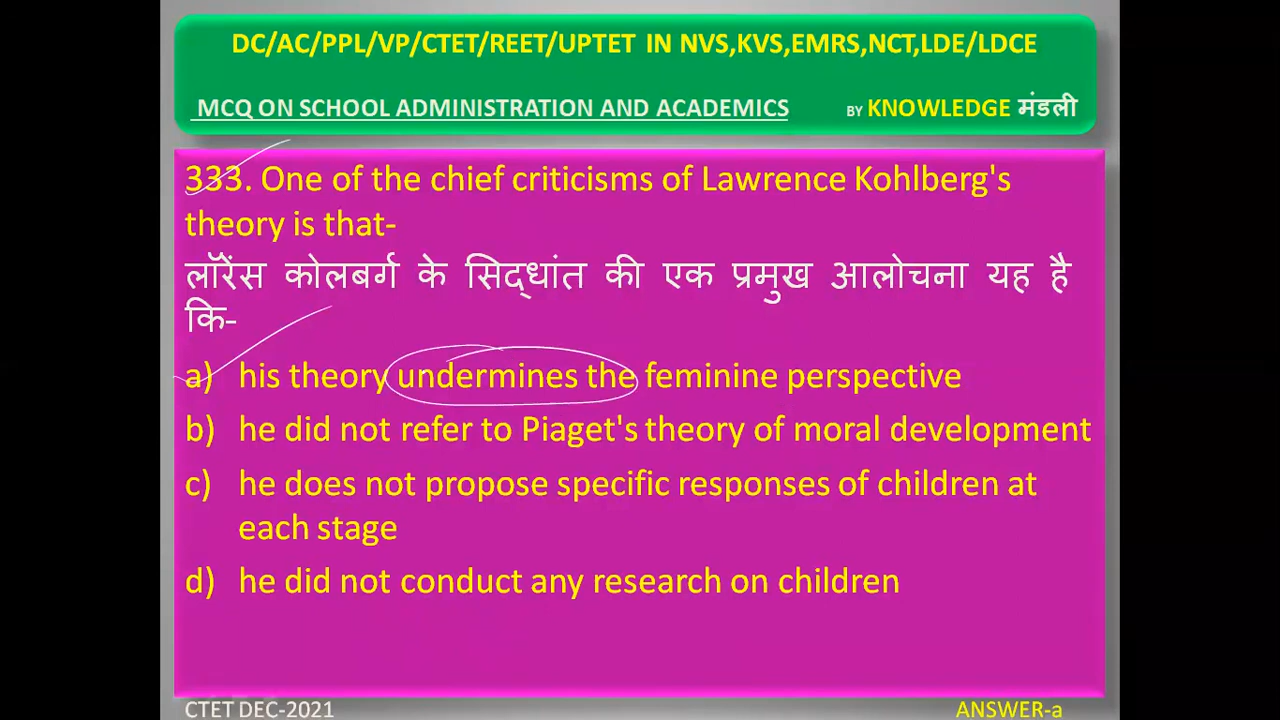 DC/AC/PPL/VP/CTET/REET/UPTET IN NVS,KVS,EMRS,NCT,LDE/LDCE
MCQ ON SCHOOL ADMINISTRATION AND ACADEMICS BY KNOWLEDGE मंडली
333. One of the chief criticisms of Lawrence Kohlberg's
theory is that-
लॉरेंस कोलबर्ग के सिद्धांत की एक प्रमुख आलोचना यह है
कि-
a) his theory undermines the feminine perspective
b) he did not refer to Piaget's theory of moral development
c) he does not propose specific responses of children at
each stage
d) he did not conduct any research on children
CTET DEC-2021 ANSWER-a